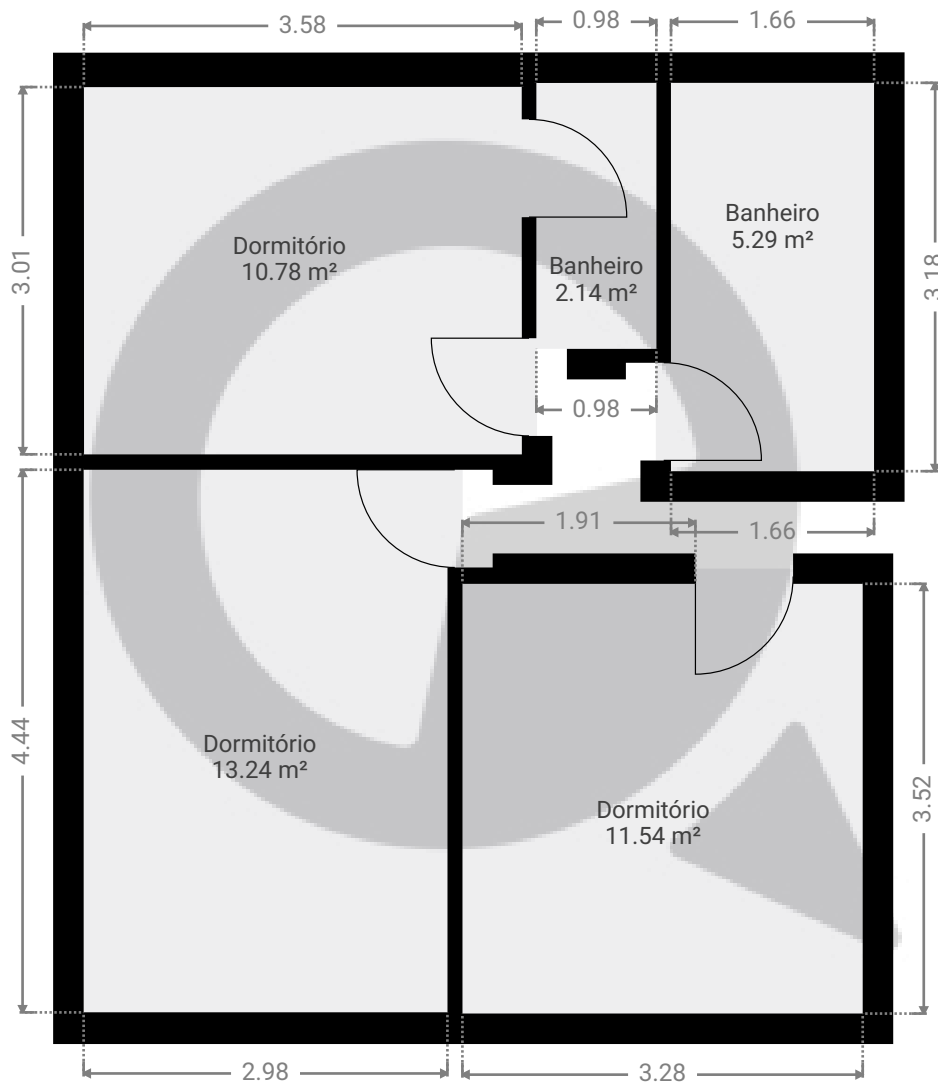 3.58
0.98
1.66
3.01
3.18
Dormitório
10.78 m²
Banheiro
2.14 m²
Banheiro
5.29 m²
0.98
1.91
1.66
4.44
3.52
Dormitório
13.24 m²
Dormitório
11.54 m²
2.98
3.28